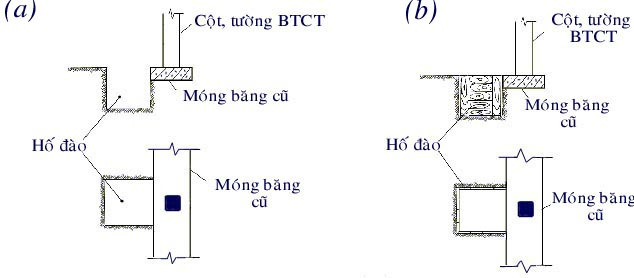 (a)
Cột, tường BTCT
Móng băng cũ
Hố đào
Móng băng
cũ
(b)
Cột, tường
BTCT
Móng băng
cũ
Hố đào
Móng băng
cũ